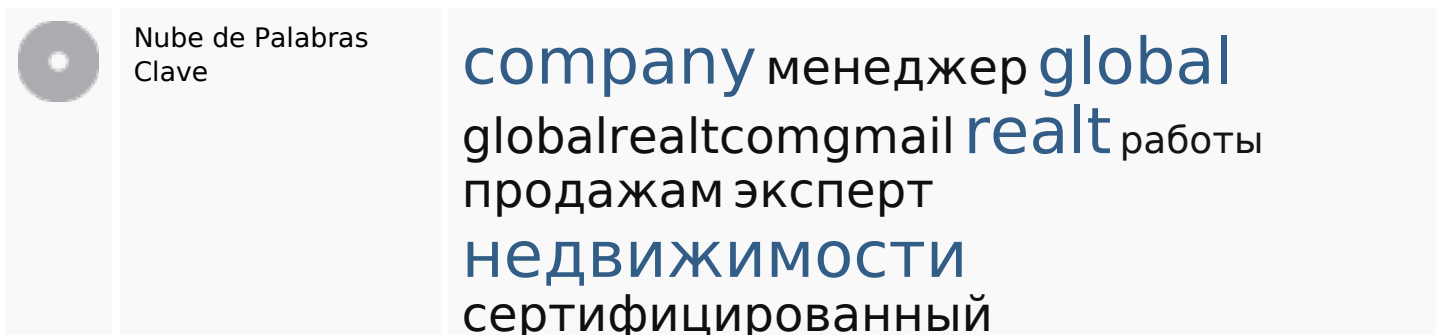 Nube de Palabras
Clave
company менеджер global
globalrealtcomgmail realt работы
продажам эксперт
недвижимости
сертифицированный